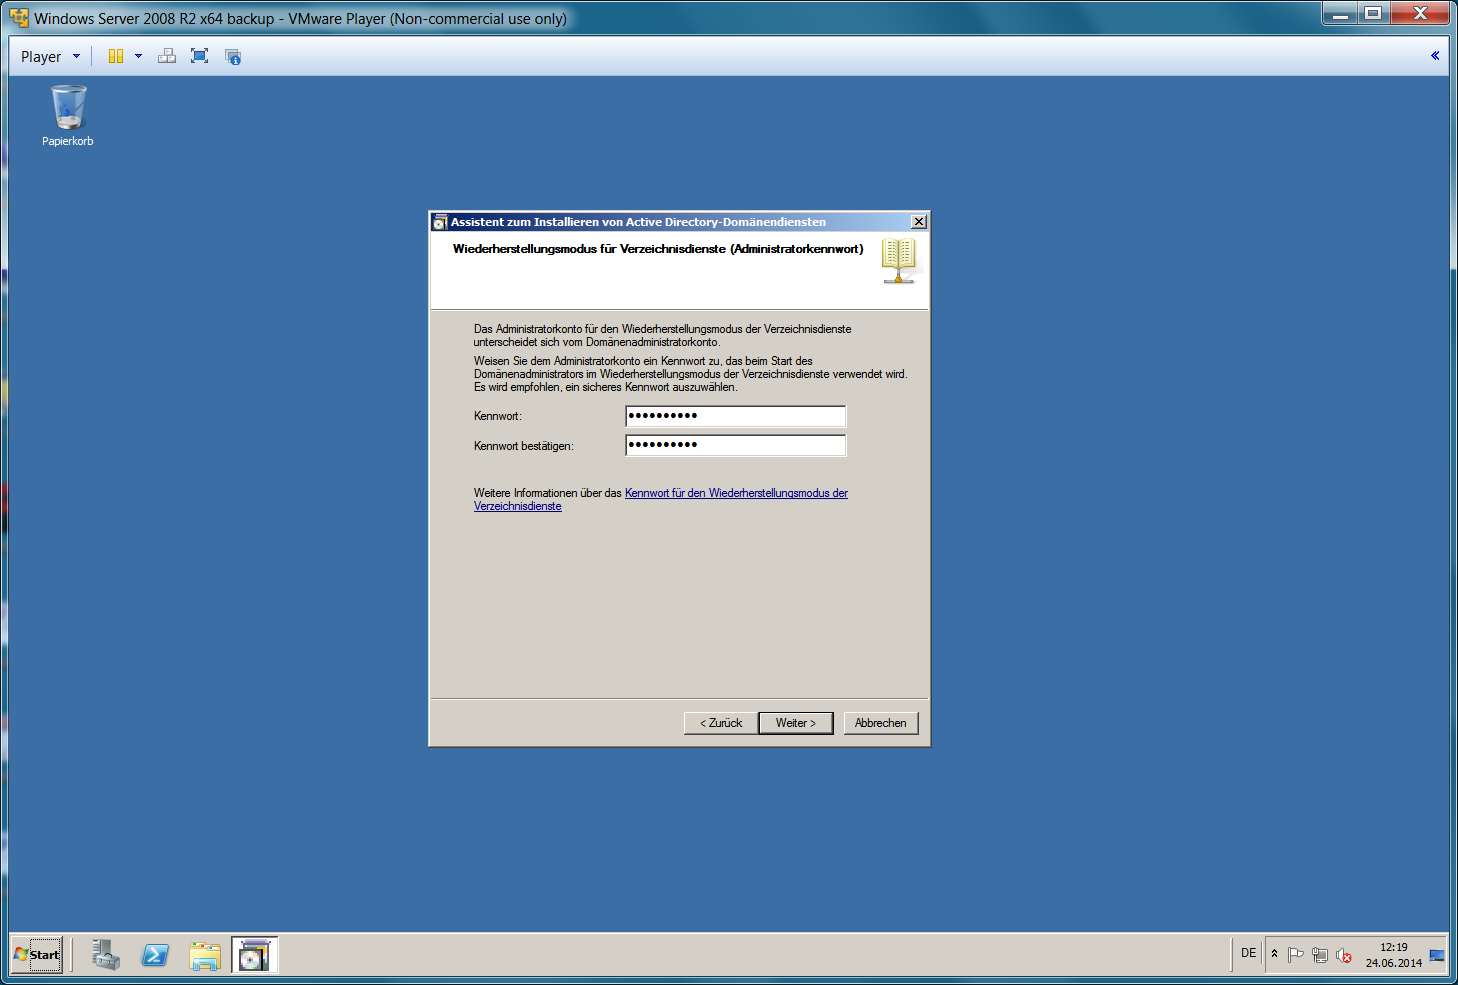 Windows Server 2008 R2 x64 backup - VMware Player (Non-commercial use only)
Player
Papierkorb
Assistent zum Installieren von Active Directory-Domänendiensten
Wiederherstellungsmodus für Verzeichnisdienste (Administratorkennwort)
Das Administratorkonto für den Wiederherstellungsmodus der Verzeichnisdienste
unterscheidet sich vom Domänenadministratorkonto.
Weisen Sie dem Administratorkonto ein Kennwort zu, das beim Start des
Domänenadministrators im Wiederherstellungsmodus der Verzeichnisdienste verwendet wird.
Es wird empfohlen, ein sicheres Kennwort auszuwählen.
Kennwort: ●●●●●●●●●●
Kennwort bestätigen: ●●●●●●●●●●
Weitere Informationen über das Kennwort für den Wiederherstellungsmodus der
Verzeichnisdienste
< Zurück Weiter > Abbrechen
Start DE 12:19
24.06.2014